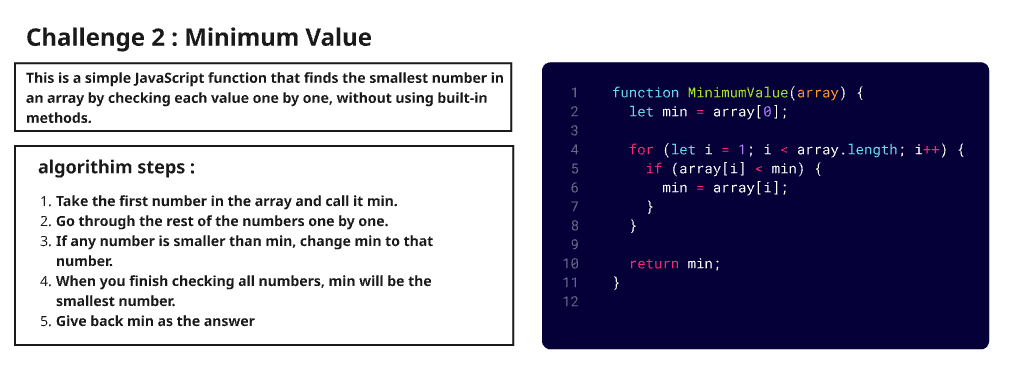 Challenge 2 : Minimum Value
This is a simple JavaScript function that finds the smallest number in
an array by checking each value one by one, without using built-in
methods.
algorithim steps :
1. Take the first number in the array and call it min.
2. Go through the rest of the numbers one by one.
3. If any number is smaller than min, change min to that
number.
4. When you finish checking all numbers, min will be the
smallest number.
5. Give back min as the answer
1 function MinimumValue(array) {
2   let min = array[0];
3
4   for (let i = 1; i < array.length; i++) {
5     if (array[i] < min) {
6       min = array[i];
7     }
8   }
9
10   return min;
11 }
12